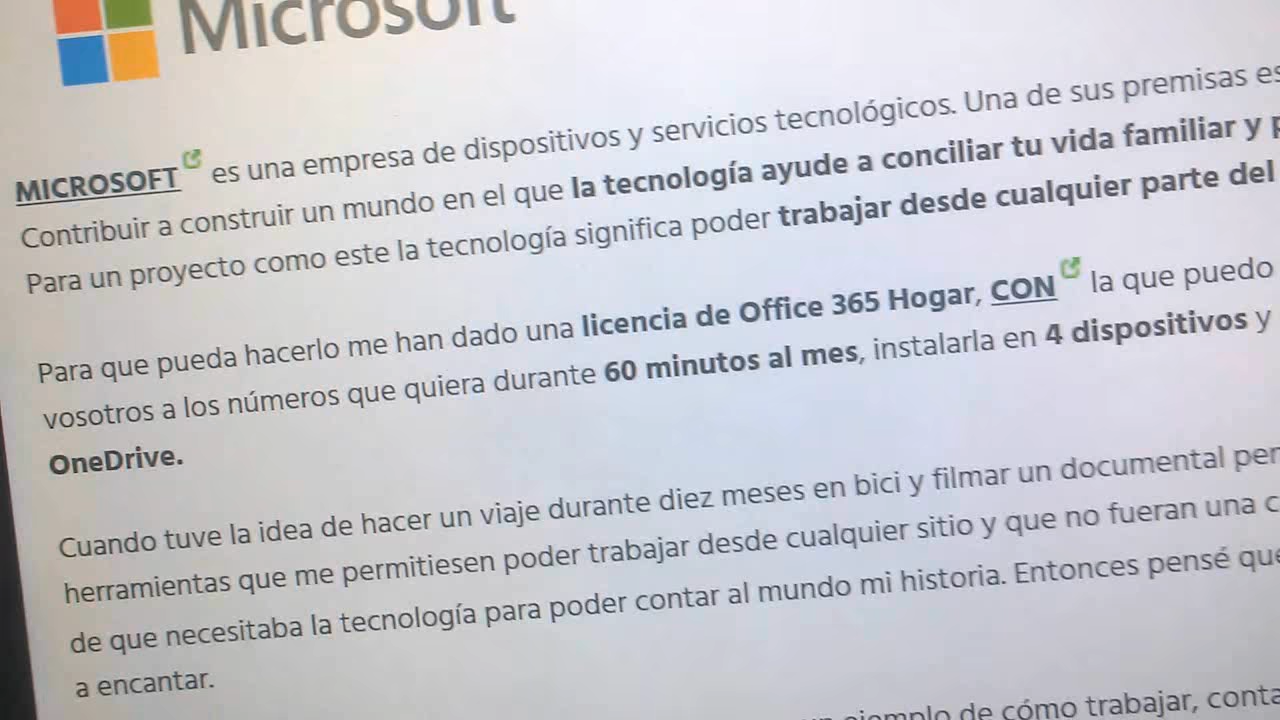 Microsoft
MICROSOFT es una empresa de dispositivos y servicios tecnológicos. Una de sus premisas es
Contribuir a construir un mundo en el que la tecnología ayude a conciliar tu vida familiar y
Para un proyecto como este la tecnología significa poder trabajar desde cualquier parte del
Para que pueda hacerlo me han dado una licencia de Office 365 Hogar, CON la que puedo
vosotros a los números que quiera durante 60 minutos al mes, instalarla en 4 dispositivos y
OneDrive.
Cuando tuve la idea de hacer un viaje durante diez meses en bici y filmar un documental
herramientas que me permitiesen poder trabajar desde cualquier sitio y que no fueran una
de que necesitaba la tecnología para poder contar al mundo mi historia. Entonces pensé que
a encantar.
ejemplo de cómo trabajar,